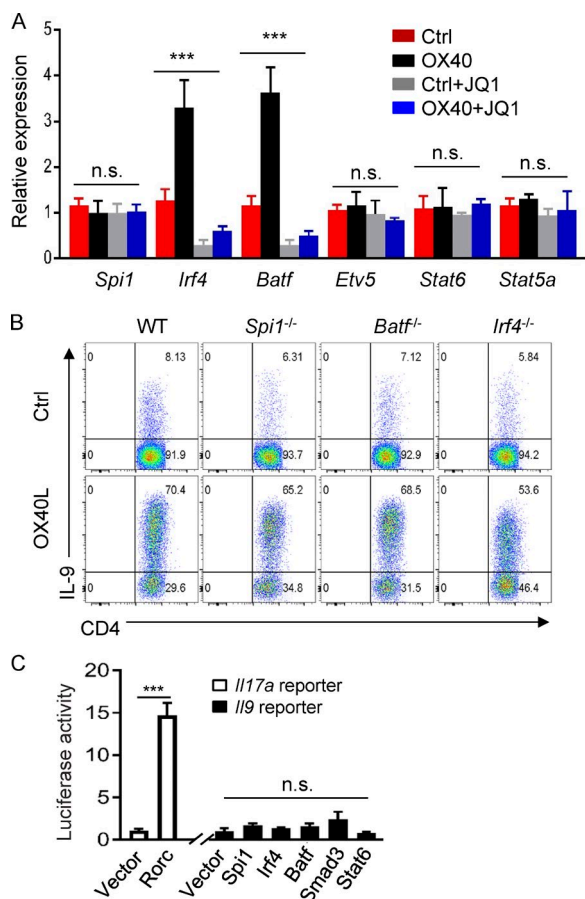 A
Relative expression
5
4
3
2
1
0
Ctrl
OX40
Ctrl+JQ1
OX40+JQ1
n.s. *** *** n.s. n.s. n.s.
Spi1 Irf4 Batf Etv5 Stat6 Stat5a
B
WT Spi1-/- Batf-/- Irf4-/-
Ctrl
0 8.13 0 6.31 0 7.12 0 5.84
0 91.9 0 93.7 0 92.9 0 94.2
OX40L
0 70.4 0 65.2 0 68.5 0 53.6
0 29.6 0 34.8 0 31.5 0 46.4
IL-9
CD4
C
Luciferase activity
20
15
10
5
0
***
Il17a reporter
Il9 reporter
n.s.
Vector Rorc Vector Spi1 Irf4 Batf Smad3 Stat6